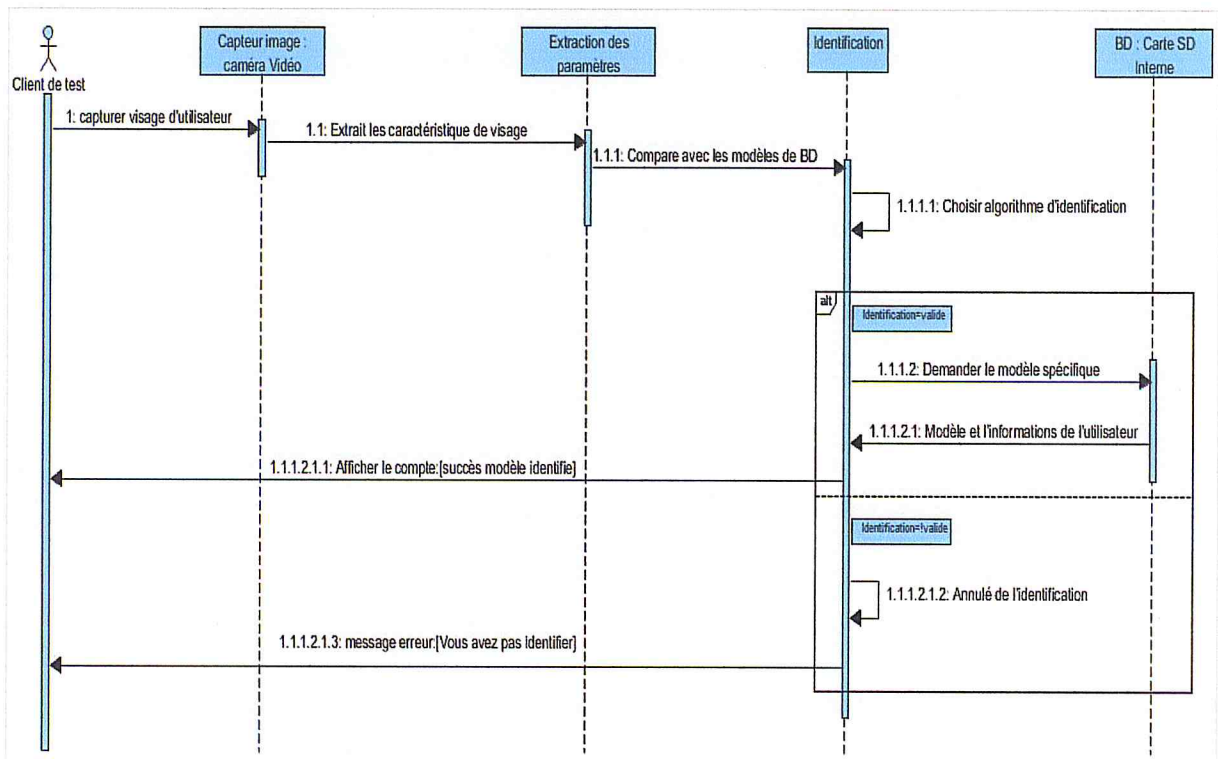 Capteur image :
caméra Vidéo
Extraction des
paramètres
Identification
BD : Carte SD
Interne
Client de test
1: capturer visage d'utilisateur
1.1: Extrait les caractéristique de visage
1.1.1: Compare avec les modèles de BD
1.1.1.1: Choisir algorithme d'identification
alt
Identification=valide
1.1.1.2: Demander le modèle spécifique
1.1.1.2.1: Modèle et l'informations de l'utilisateur
1.1.1.2.1.1: Afficher le compte:[succès modèle identifie]
Identification=!valide
1.1.1.2.1.2: Annulé de l'identification
1.1.1.2.1.3: message erreur:[Vous avez pas identifier]